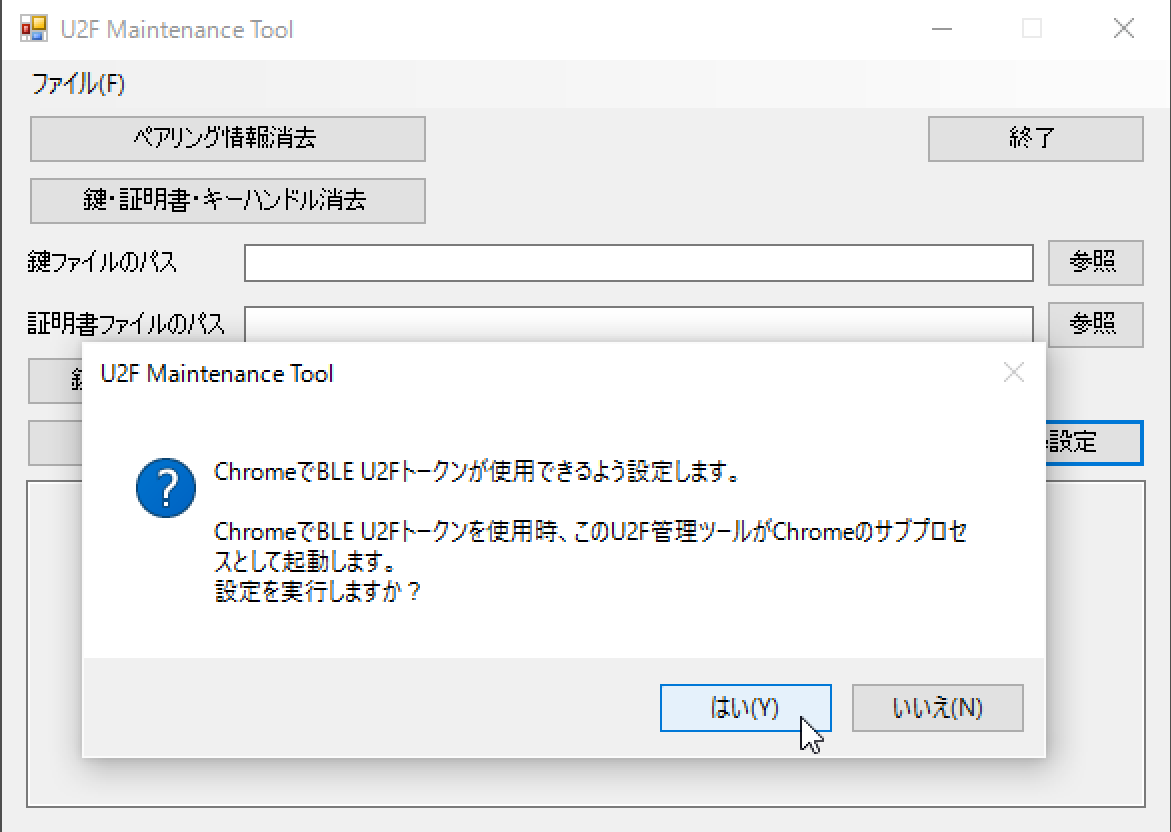 U2F Maintenance Tool
ファイル(F)
ペアリング情報消去
終了
鍵・証明書・キーハンドル消去
鍵ファイルのパス
参照
証明書ファイルのパス
参照
設定
U2F Maintenance Tool
ChromeでBLE U2Fトークンが使用できるよう設定します。
ChromeでBLE U2Fトークンを使用時、このU2F管理ツールがChromeのサブプロセ
スとして起動します。
設定を実行しますか？
はい(Y)
いいえ(N)